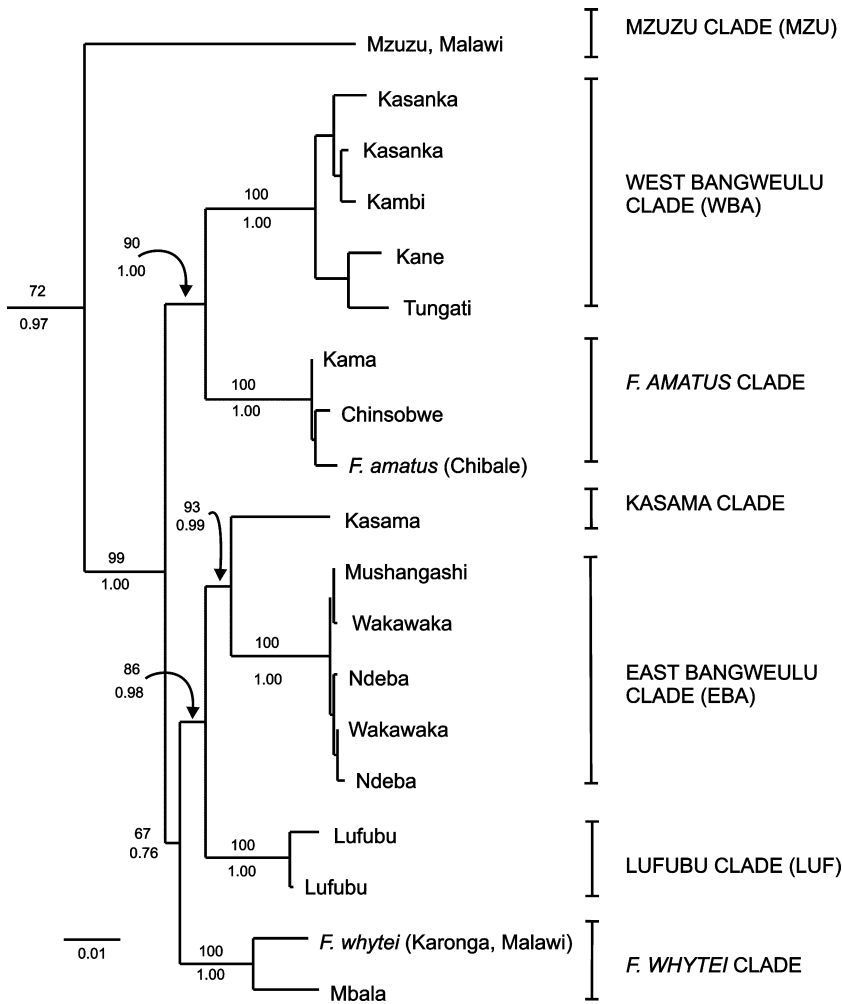 Mzuzu, Malawi
MZUZU CLADE (MZU)
Kasanka
Kasanka
100
1.00
Kambi
WEST BANGWEULU
CLADE (WBA)
90
1.00
Kane
72
0.97
Tungati
Kama
100
1.00
Chinsobwe
F. AMATUS CLADE
F. amatus (Chibale)
93
0.99
Kasama
KASAMA CLADE
99
1.00
Mushangashi
Wakawaka
100
1.00
86
0.98
Ndeba
Wakawaka
Ndeba
EAST BANGWEULU
CLADE (EBA)
67
0.76
Lufubu
100
1.00
Lufubu
LUFUBU CLADE (LUF)
0.01
F. whytei (Karonga, Malawi)
100
1.00
Mbala
F. WHYTEI CLADE